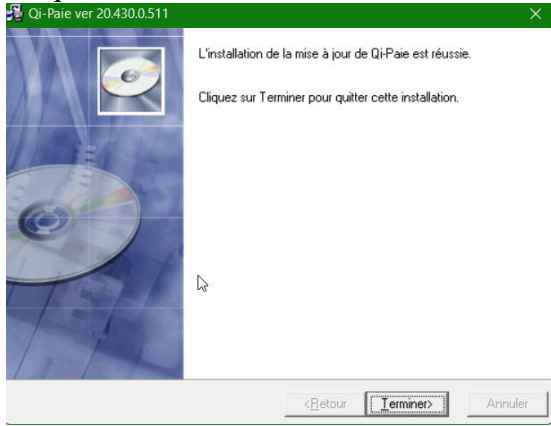 Qi-Paie ver 20.430.0.511
L'installation de la mise à jour de Qi-Paie est réussie.
Cliquez sur Terminer pour quitter cette installation.
<Retour
Terminer>
Annuler